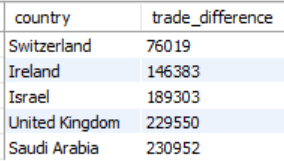 country trade_difference
Switzerland 76019
Ireland 146383
Israel 189303
United Kingdom 229550
Saudi Arabia 230952